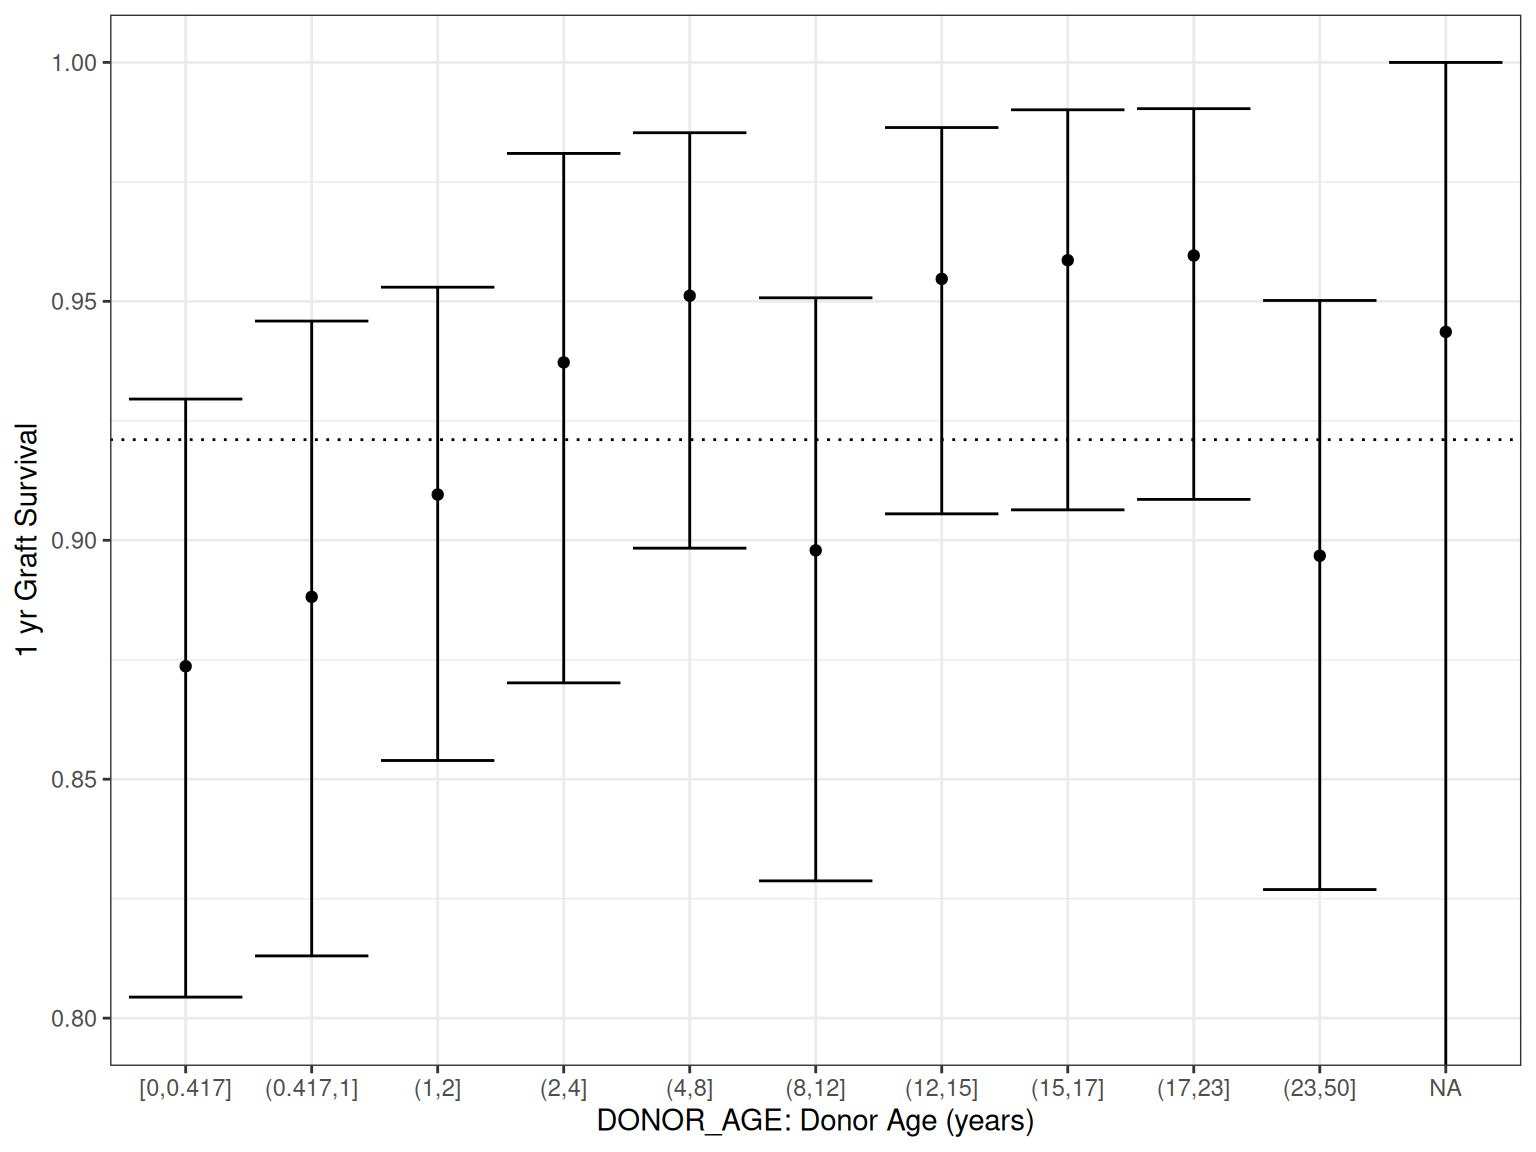 1.00
0.95
0.90
0.85
0.80
1 yr Graft Survival
[0,0.417] (0.417,1] (1,2] (2,4] (4,8] (8,12] (12,15] (15,17] (17,23] (23,50] NA
DONOR_AGE: Donor Age (years)